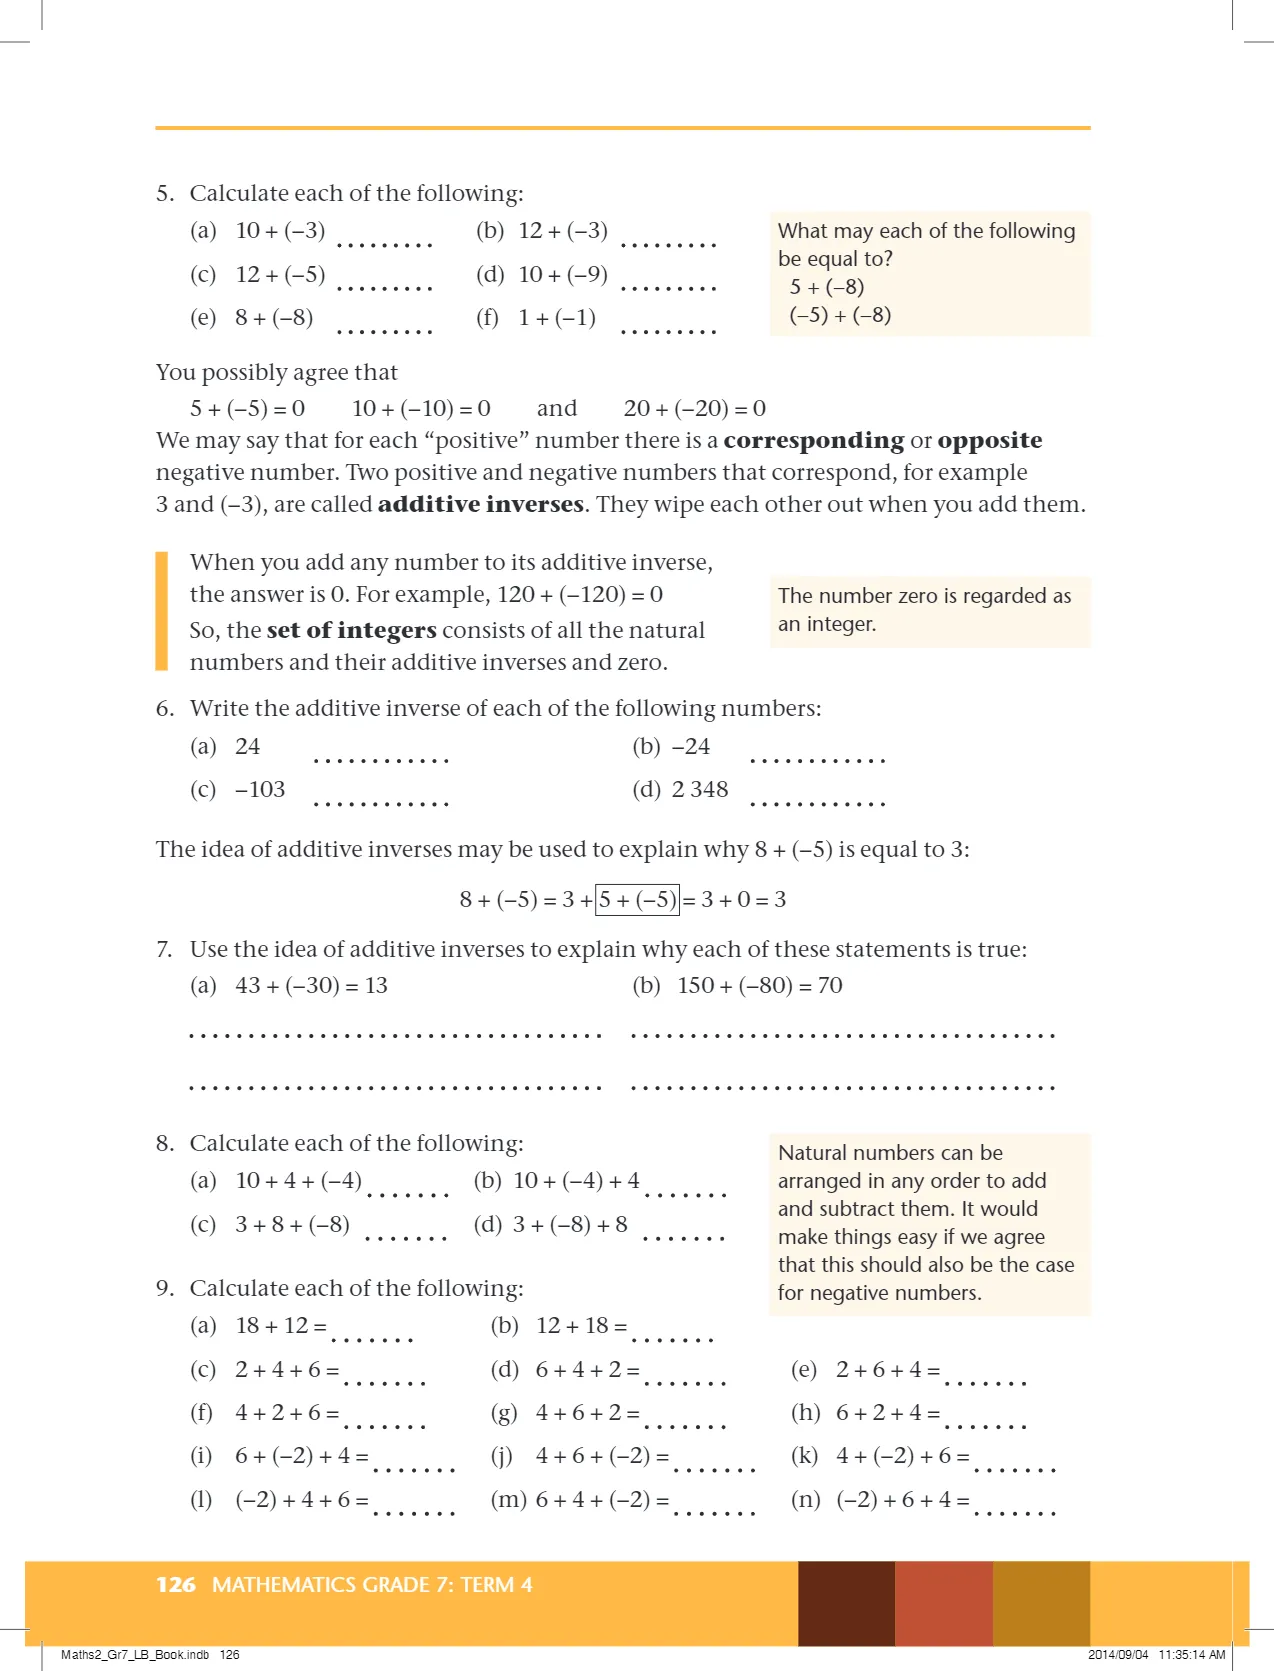 5. Calculate each of the following:
(a) 10 + (–3) ......... (b) 12 + (–3) .........
(c) 12 + (–5) ......... (d) 10 + (–9) .........
(e) 8 + (–8) ......... (f) 1 + (–1) .........
What may each of the following
be equal to?
5 + (–8)
(–5) + (–8)
You possibly agree that
5 + (–5) = 0 10 + (–10) = 0 and 20 + (–20) = 0
We may say that for each “positive” number there is a corresponding or opposite
negative number. Two positive and negative numbers that correspond, for example
3 and (–3), are called additive inverses. They wipe each other out when you add them.
When you add any number to its additive inverse,
the answer is 0. For example, 120 + (–120) = 0
So, the set of integers consists of all the natural
numbers and their additive inverses and zero.
The number zero is regarded as
an integer.
6. Write the additive inverse of each of the following numbers:
(a) 24 ............ (b) –24 ............
(c) –103 ............ (d) 2 348 ............
The idea of additive inverses may be used to explain why 8 + (–5) is equal to 3:
8 + (–5) = 3 + 5 + (–5) = 3 + 0 = 3
7. Use the idea of additive inverses to explain why each of these statements is true:
(a) 43 + (–30) = 13 (b) 150 + (–80) = 70
................................... ....................................
................................... ....................................
8. Calculate each of the following:
(a) 10 + 4 + (–4) ....... (b) 10 + (–4) + 4 .......
(c) 3 + 8 + (–8) ....... (d) 3 + (–8) + 8 .......
Natural numbers can be
arranged in any order to add
and subtract them. It would
make things easy if we agree
that this should also be the case
for negative numbers.
9. Calculate each of the following:
(a) 18 + 12 = ....... (b) 12 + 18 = .......
(c) 2 + 4 + 6 = ....... (d) 6 + 4 + 2 = ....... (e) 2 + 6 + 4 = .......
(f) 4 + 2 + 6 = ....... (g) 4 + 6 + 2 = ....... (h) 6 + 2 + 4 = .......
(i) 6 + (–2) + 4 = ....... (j) 4 + 6 + (–2) = ....... (k) 4 + (–2) + 6 = .......
(l) (–2) + 4 + 6 = ....... (m) 6 + 4 + (–2) = ....... (n) (–2) + 6 + 4 = .......
126 MATHEMATICS GRADE 7: TERM 4
Maths2_Gr7_LB_Book.indb 126 2014/09/04 11:35:14 AM